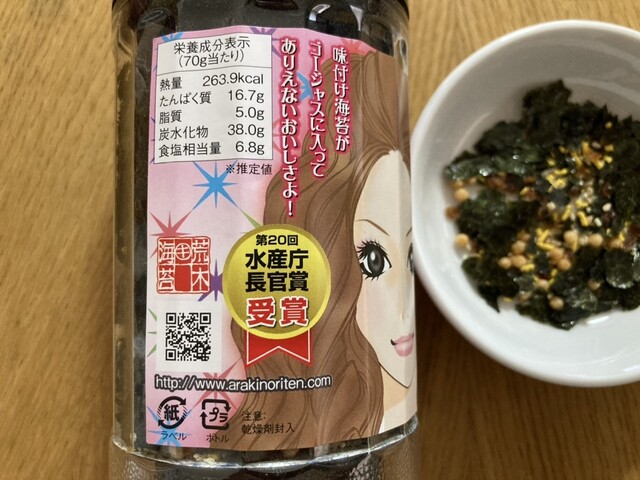 栄養成分表示
(70g当たり)
熱量 263.9kcal
たんぱく質 16.7g
脂質 5.0g
炭水化物 38.0g
食塩相当量 6.8g
※推定値
味付け海苔が
ゴージャスに入って
ありえないおいしさよ!
荒木
田
海苔
第20回
水産庁
長官賞
受賞
http://www.arakinoriten.com
紙
ラベル
プラ
ボトル
注意:
乾燥剤封入